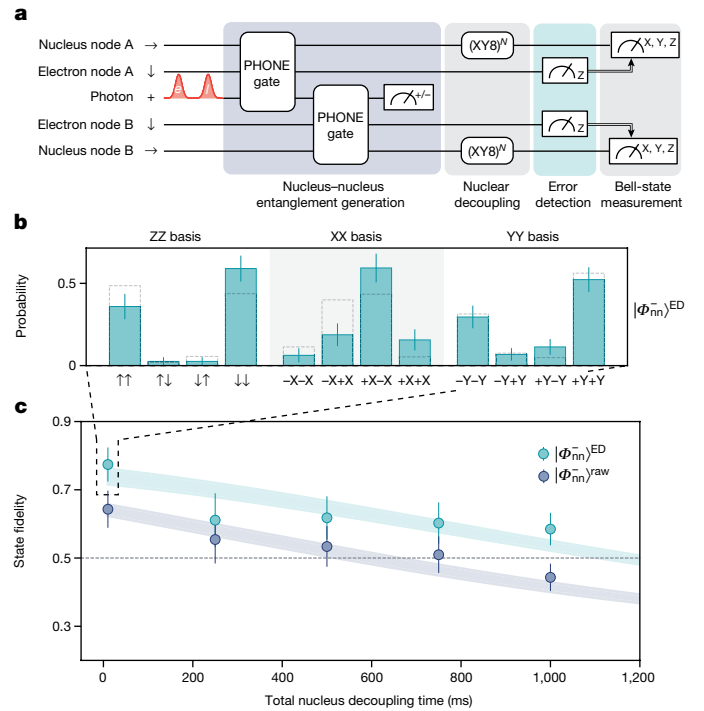 a
Nucleus node A →
Electron node A ↓
Photon +
Electron node B ↓
Nucleus node B →
e l
PHONE gate
PHONE gate
+/−
(XY8)^N
(XY8)^N
Z
Z
X, Y, Z
X, Y, Z
Nucleus–nucleus
entanglement generation
Nuclear
decoupling
Error
detection
Bell-state
measurement
b
ZZ basis XX basis YY basis
Probability
0.5
0
|Φ⁻nn⟩^ED
↑↑ ↑↓ ↓↑ ↓↓ −X−X −X+X +X−X +X+X −Y−Y −Y+Y +Y−Y +Y+Y
c
State fidelity
0.9
0.7
0.5
0.3
|Φ⁻nn⟩^ED
|Φ⁻nn⟩^raw
0 200 400 600 800 1,000 1,200
Total nucleus decoupling time (ms)